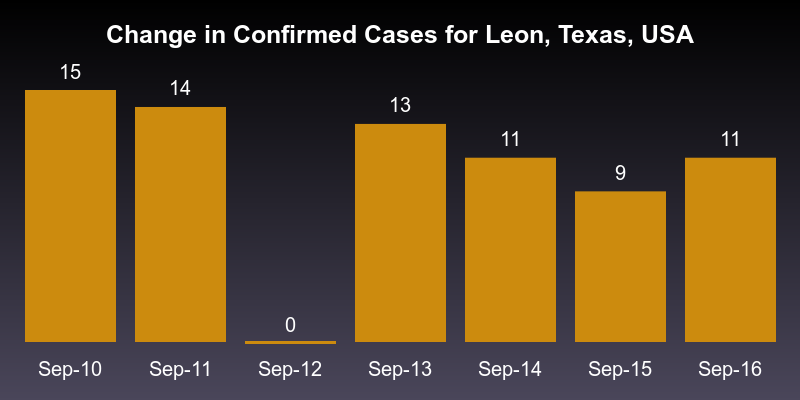 Change in Confirmed Cases for Leon, Texas, USA
15
14
0
13
11
9
11
Sep-10
Sep-11
Sep-12
Sep-13
Sep-14
Sep-15
Sep-16